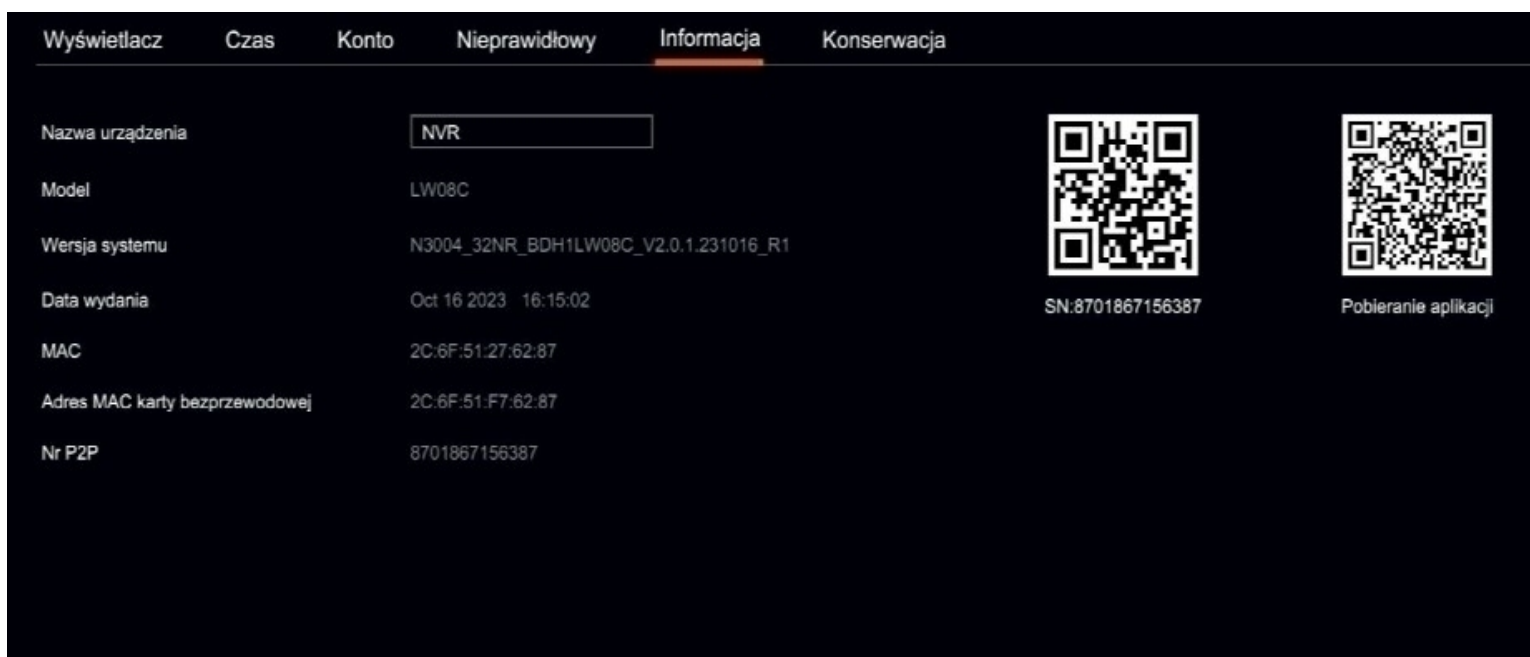 Wyświetlacz Czas Konto Nieprawidłowy Informacja Konserwacja
Nazwa urządzenia NVR
Model LW08C
Wersja systemu N3004_32NR_BDH1LW08C_V2.0.1.231016_R1
Data wydania Oct 16 2023 16:15:02
SN:8701867156387 Pobieranie aplikacji
MAC 2C:6F:51:27:62:87
Adres MAC karty bezprzewodowej 2C:6F:51:F7:62:87
Nr P2P 8701867156387